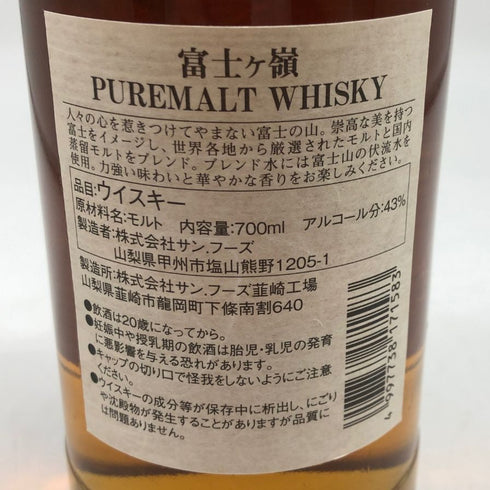 富士ヶ嶺
PUREMALT WHISKY
人々の心を惹きつけてやまない富士の山。崇高な美を持つ
富士をイメージし、世界各地から厳選されたモルトと国内
蒸留モルトをブレンド。ブレンド水には富士山の伏流水を
使用。力強い味わいと華やかな香りをお楽しみください。
品目:ウイスキー
原材料名:モルト 内容量:700ml アルコール分:43%
製造者:株式会社サン.フーズ
山梨県甲州市塩山熊野1205-1
製造所:株式会社サン.フーズ韮崎工場
山梨県韮崎市龍岡町下條南割640
●飲酒は20歳になってから。
●妊娠中や授乳期の飲酒は胎児・乳児の発育
に悪影響を与える恐れがあります。
●キャップの切り口で怪我をしないようにご注意
ください。
●ウイスキーの成分等が保存中に析出し、にごり
や沈殿物が発生することがありますが品質に
は問題ありません。
4 997738 171583